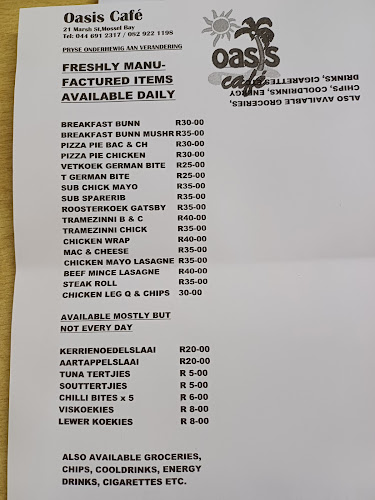 Oasis Café
21 Marsh St,Mossel Bay
Tel: 044 691 2317 / 082 922 1198
PRYSE ONDERHEWIG AAN VERANDERING
oasis
café
FRESHLY MANU-
FACTURED ITEMS
AVAILABLE DAILY
ALSO AVAILABLE GROCERIES,
CHIPS, COOLDRINKS, ENERGY
DRINKS, CIGARETTES ETC.
BREAKFAST BUNN R30-00
BREAKFAST BUNN MUSHR R35-00
PIZZA PIE BAC & CH R30-00
PIZZA PIE CHICKEN R30-00
VETKOEK GERMAN BITE R25-00
T GERMAN BITE R25-00
SUB CHICK MAYO R35-00
SUB SPARERIB R35-00
ROOSTERKOEK GATSBY R35-00
TRAMEZINNI B & C R40-00
TRAMEZINNI CHICK R35-00
CHICKEN WRAP R40-00
MAC & CHEESE R35-00
CHICKEN MAYO LASAGNE R35-00
BEEF MINCE LASAGNE R40-00
STEAK ROLL R35-00
CHICKEN LEG Q & CHIPS 30-00
AVAILABLE MOSTLY BUT
NOT EVERY DAY
KERRIENOEDELSLAAI R20-00
AARTAPPELSLAAI R20-00
TUNA TERTJIES R 5-00
SOUTTERTJIES R 5-00
CHILLI BITES x 5 R 6-00
VISKOEKIES R 8-00
LEWER KOEKIES R 8-00
ALSO AVAILABLE GROCERIES,
CHIPS, COOLDRINKS, ENERGY
DRINKS, CIGARETTES ETC.